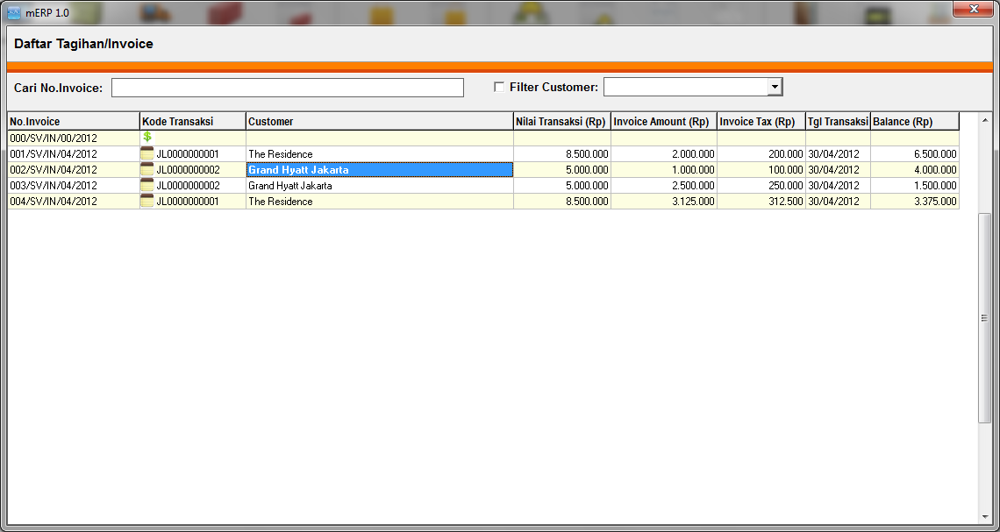 mERP 1.0
Daftar Tagihan/Invoice
Cari No.Invoice: Filter Customer:
No.Invoice Kode Transaksi Customer Nilai Transaksi (Rp) Invoice Amount (Rp) Invoice Tax (Rp) Tgl Transaksi Balance (Rp)
000/SV/IN/00/2012
001/SV/IN/04/2012 JL0000000001 The Residence 8.500.000 2.000.000 200.000 30/04/2012 6.500.000
002/SV/IN/04/2012 JL0000000002 Grand Hyatt Jakarta 5.000.000 1.000.000 100.000 30/04/2012 4.000.000
003/SV/IN/04/2012 JL0000000002 Grand Hyatt Jakarta 5.000.000 2.500.000 250.000 30/04/2012 1.500.000
004/SV/IN/04/2012 JL0000000001 The Residence 8.500.000 3.125.000 312.500 30/04/2012 3.375.000